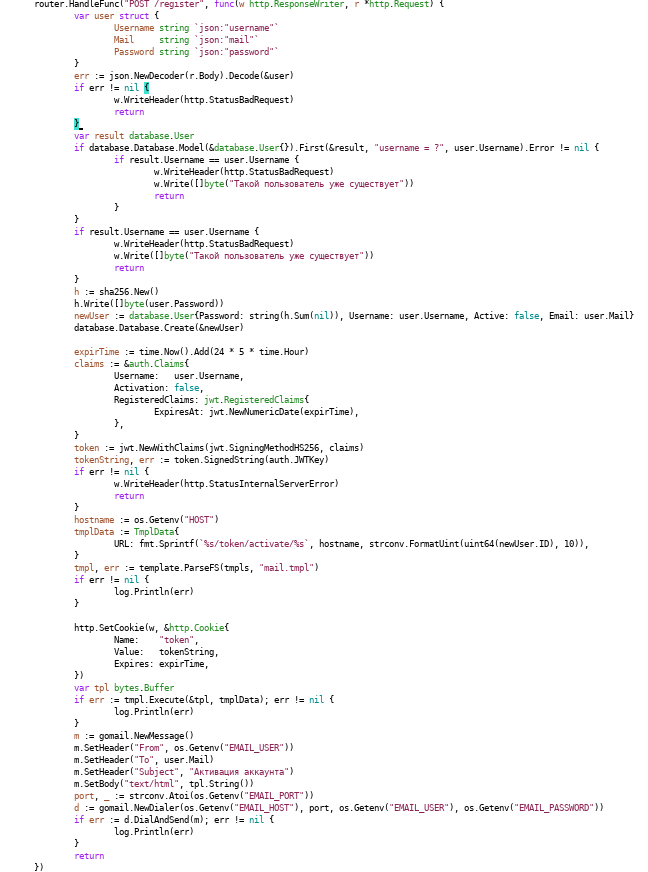 router.HandleFunc("POST /register", func(w http.ResponseWriter, r *http.Request) {
var user struct {
Username string `json:"username"`
Mail     string `json:"mail"`
Password string `json:"password"`
}
err := json.NewDecoder(r.Body).Decode(&user)
if err != nil {
w.WriteHeader(http.StatusBadRequest)
return
}
var result database.User
if database.Database.Model(&database.User{}).First(&result, "username = ?", user.Username).Error != nil {
if result.Username == user.Username {
w.WriteHeader(http.StatusBadRequest)
w.Write([]byte("Такой пользователь уже существует"))
return
}
}
if result.Username == user.Username {
w.WriteHeader(http.StatusBadRequest)
w.Write([]byte("Такой пользователь уже существует"))
return
}
h := sha256.New()
h.Write([]byte(user.Password))
newUser := database.User{Password: string(h.Sum(nil)), Username: user.Username, Active: false, Email: user.Mail}
database.Database.Create(&newUser)
expirTime := time.Now().Add(24 * 5 * time.Hour)
claims := &auth.Claims{
Username:   user.Username,
Activation: false,
RegisteredClaims: jwt.RegisteredClaims{
ExpiresAt: jwt.NewNumericDate(expirTime),
},
}
token := jwt.NewWithClaims(jwt.SigningMethodHS256, claims)
tokenString, err := token.SignedString(auth.JWTKey)
if err != nil {
w.WriteHeader(http.StatusInternalServerError)
return
}
hostname := os.Getenv("HOST")
tmplData := TmplData{
URL: fmt.Sprintf(`%s/token/activate/%s`, hostname, strconv.FormatUint(uint64(newUser.ID), 10)),
}
tmpl, err := template.ParseFS(tmpls, "mail.tmpl")
if err != nil {
log.Println(err)
}
http.SetCookie(w, &http.Cookie{
Name:    "token",
Value:   tokenString,
Expires: expirTime,
})
var tpl bytes.Buffer
if err := tmpl.Execute(&tpl, tmplData); err != nil {
log.Println(err)
}
m := gomail.NewMessage()
m.SetHeader("From", os.Getenv("EMAIL_USER"))
m.SetHeader("To", user.Mail)
m.SetHeader("Subject", "Активация аккаунта")
m.SetBody("text/html", tpl.String())
port, _ := strconv.Atoi(os.Getenv("EMAIL_PORT"))
d := gomail.NewDialer(os.Getenv("EMAIL_HOST"), port, os.Getenv("EMAIL_USER"), os.Getenv("EMAIL_PASSWORD"))
if err := d.DialAndSend(m); err != nil {
log.Println(err)
}
return
})